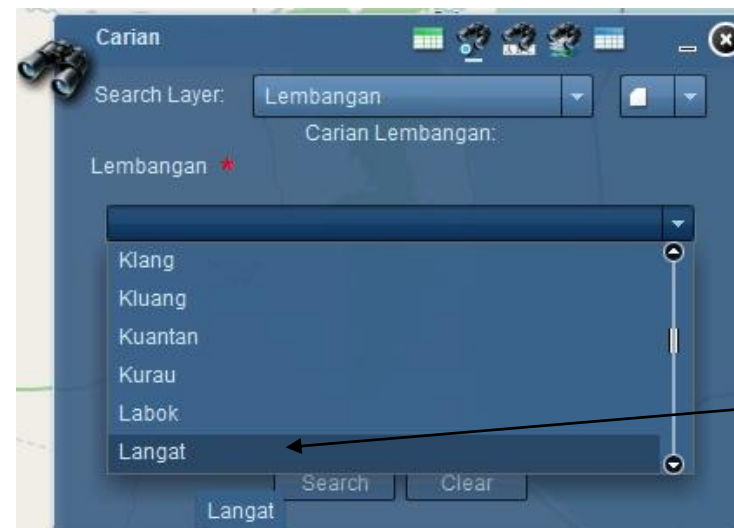 Carian
Search Layer: Lembangan
Carian Lembangan:
Lembangan *
Klang
Kluang
Kuantan
Kurau
Labok
Langat
Search Clear
Langat